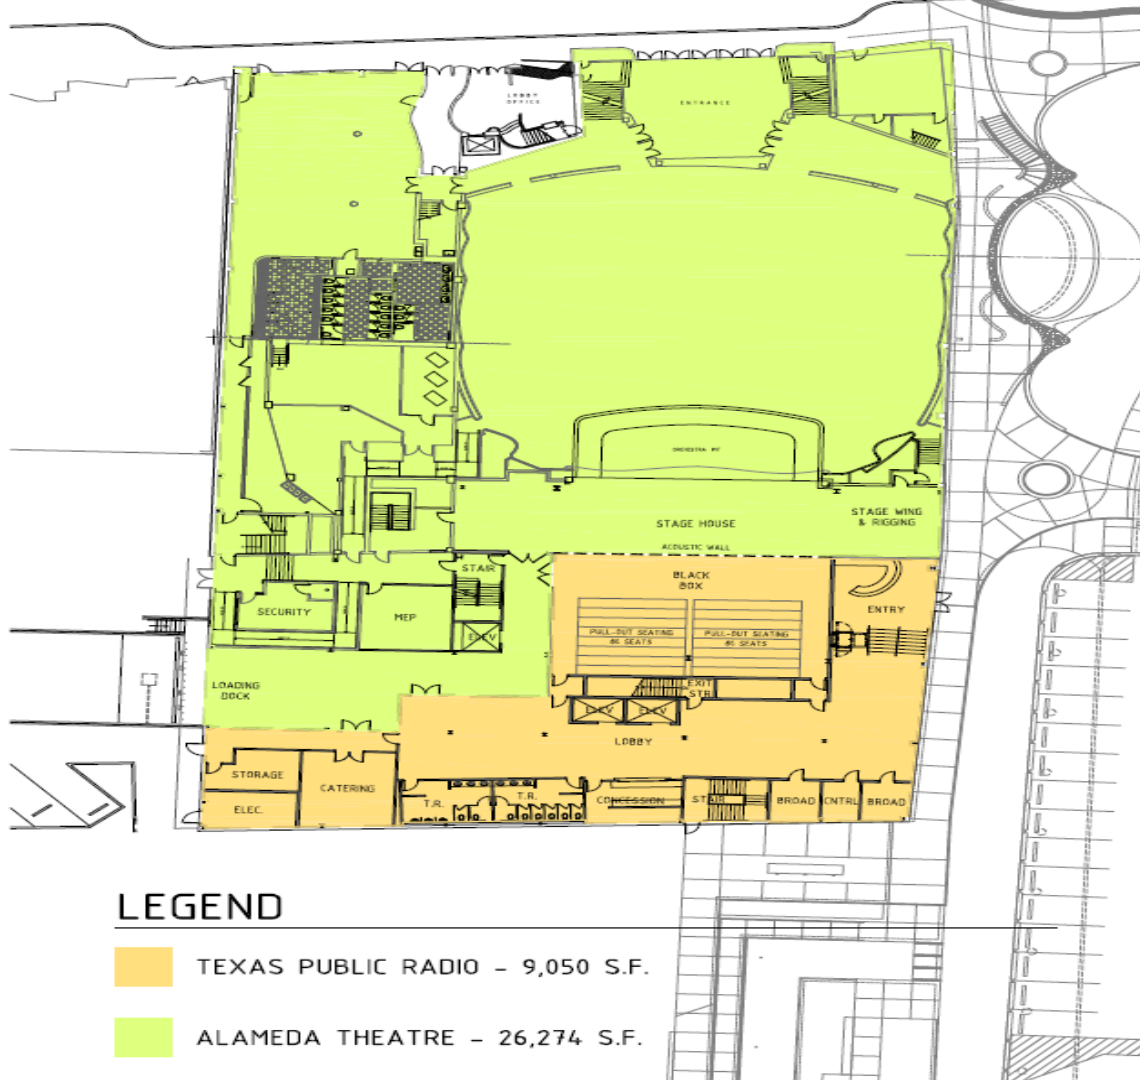 LOBBY
OFFICE
ENTRANCE
ORCHESTRA PIT
STAGE HOUSE
STAGE WING
& RIGGING
ACOUSTIC WALL
STAIR
BLACK
BOX
SECURITY
MEP
ELEV
PULL-OUT SEATING
86 SEATS
PULL-OUT SEATING
86 SEATS
ENTRY
LOADING
DOCK
EXIT
STR.
ELEV
ELEV
LOBBY
STORAGE
CATERING
ELEC.
T.R.
T.R.
CONCESSION
STAIR
BROAD
CNTRL
BROAD
LEGEND
TEXAS PUBLIC RADIO - 9,050 S.F.
ALAMEDA THEATRE - 26,274 S.F.